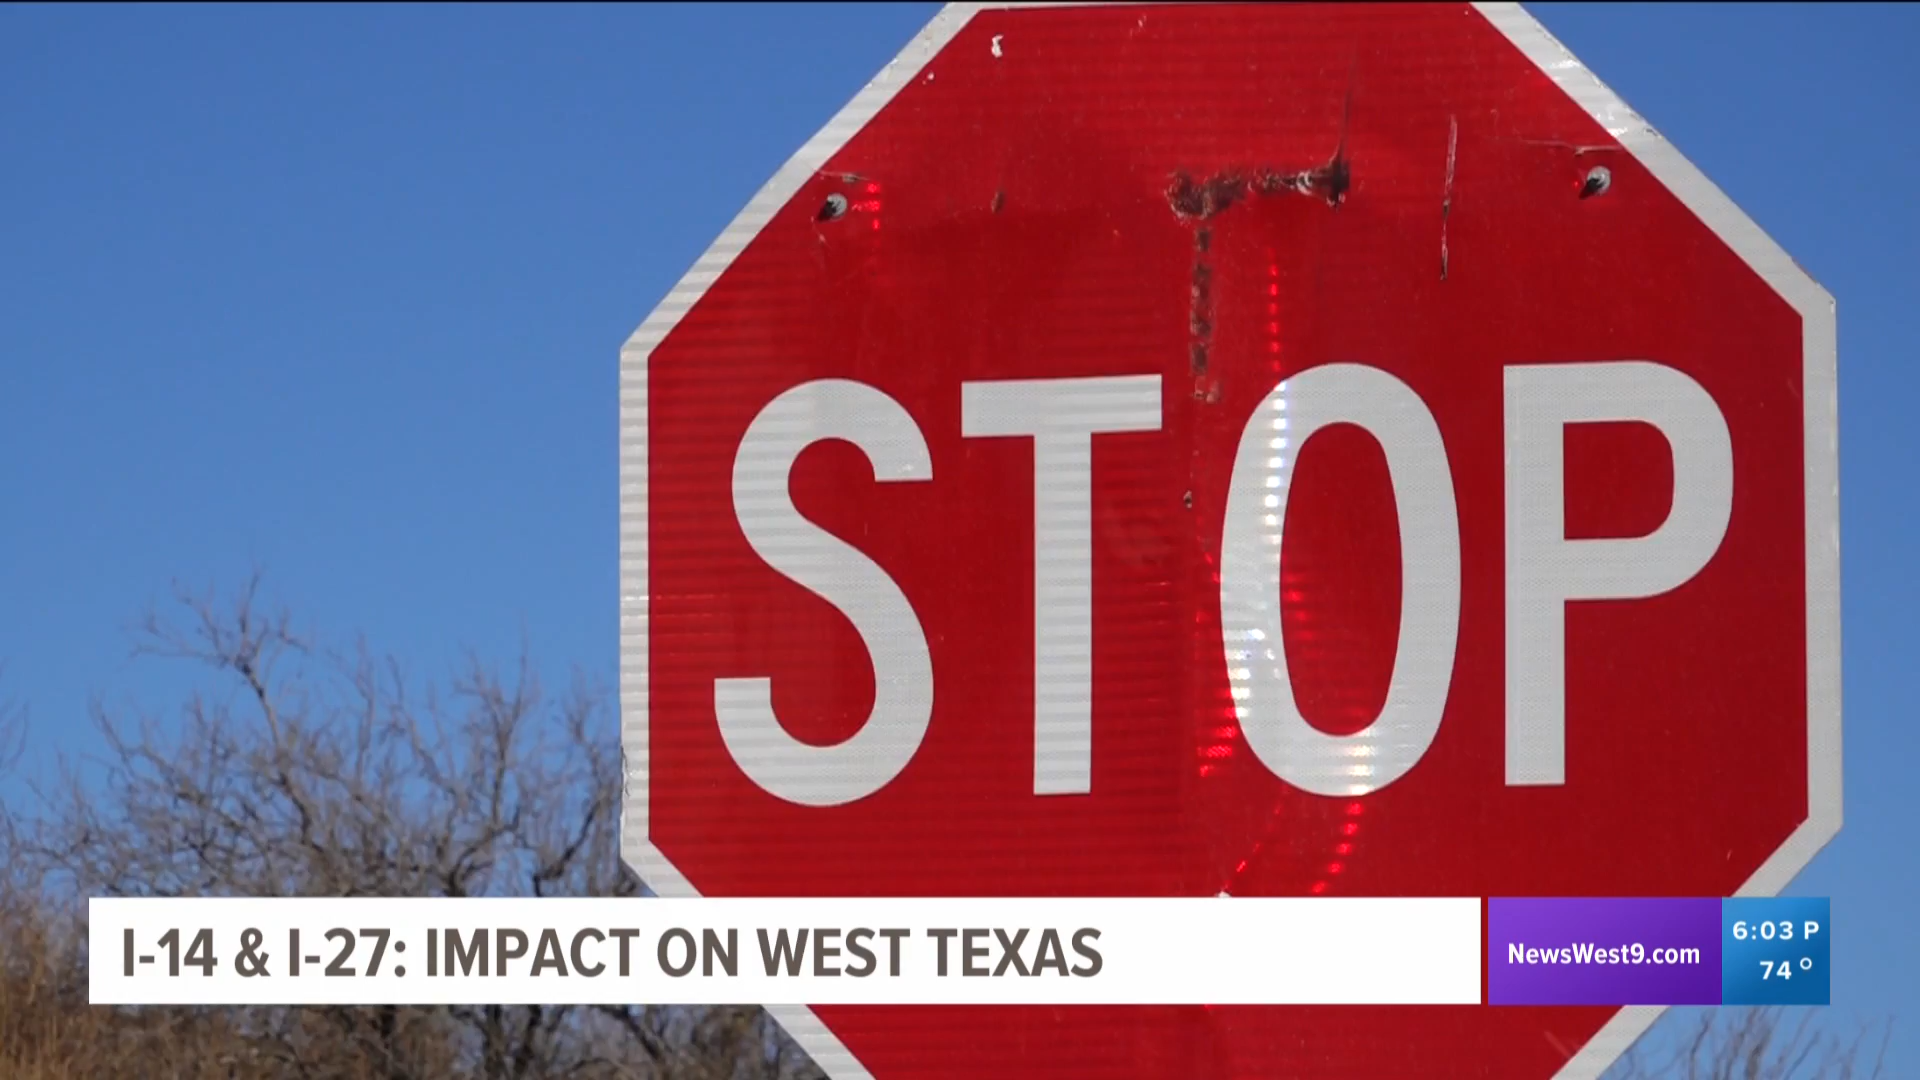 STOP
I-14 & I-27: IMPACT ON WEST TEXAS
NewsWest9.com
6:03 P
74°